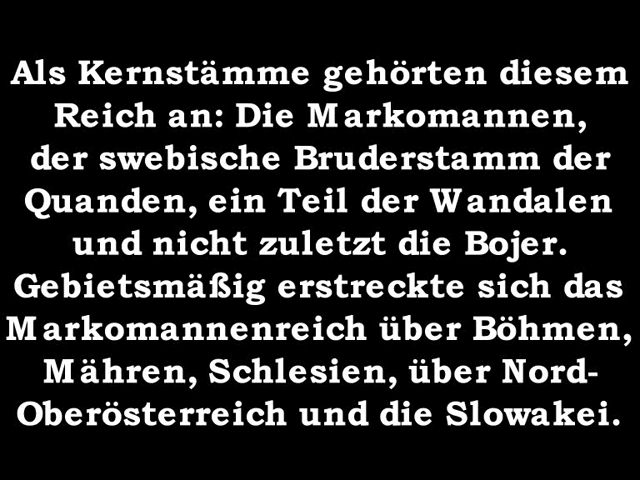 Als Kernstämme gehörten diesem
Reich an: Die Markomannen,
der swebische Bruderstamm der
Quanden, ein Teil der Wandalen
und nicht zuletzt die Bojer.
Gebietsmäßig erstreckte sich das
Markomannenreich über Böhmen,
Mähren, Schlesien, über Nord-
Oberösterreich und die Slowakei.